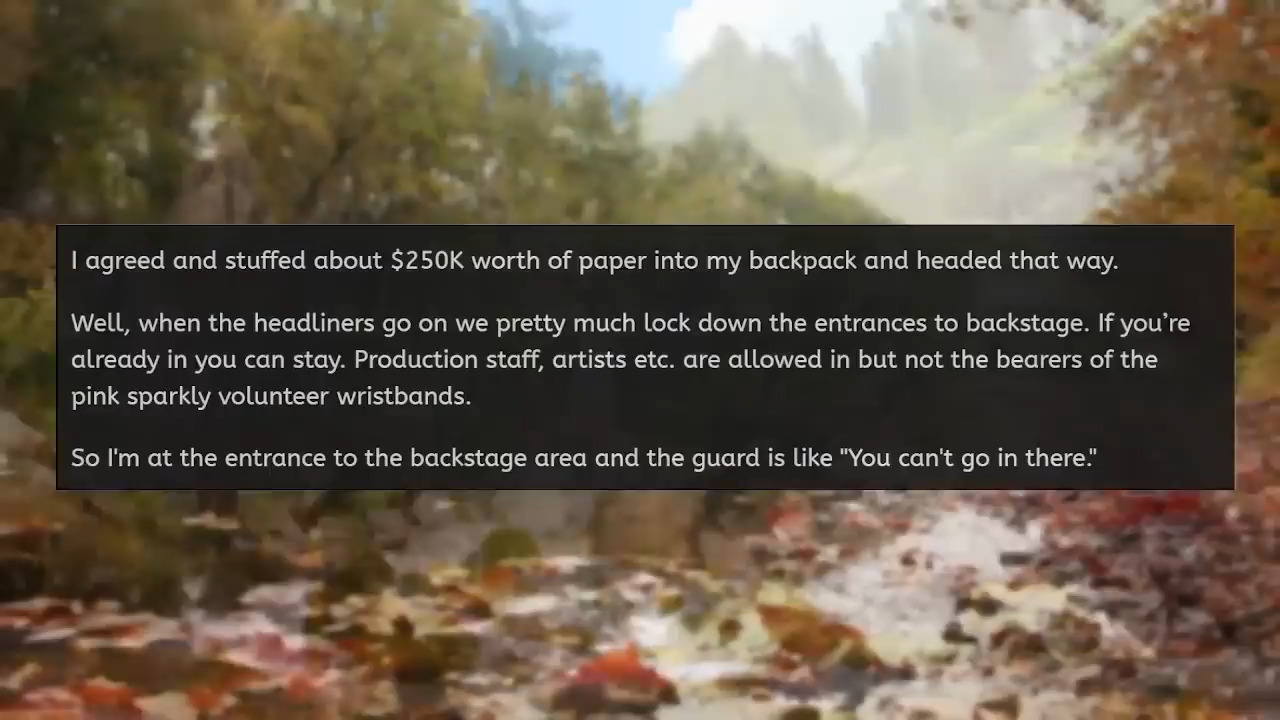 I agreed and stuffed about $250K worth of paper into my backpack and headed that way.
Well, when the headliners go on we pretty much lock down the entrances to backstage. If you’re
already in you can stay. Production staff, artists etc. are allowed in but not the bearers of the
pink sparkly volunteer wristbands.
So I'm at the entrance to the backstage area and the guard is like "You can't go in there."